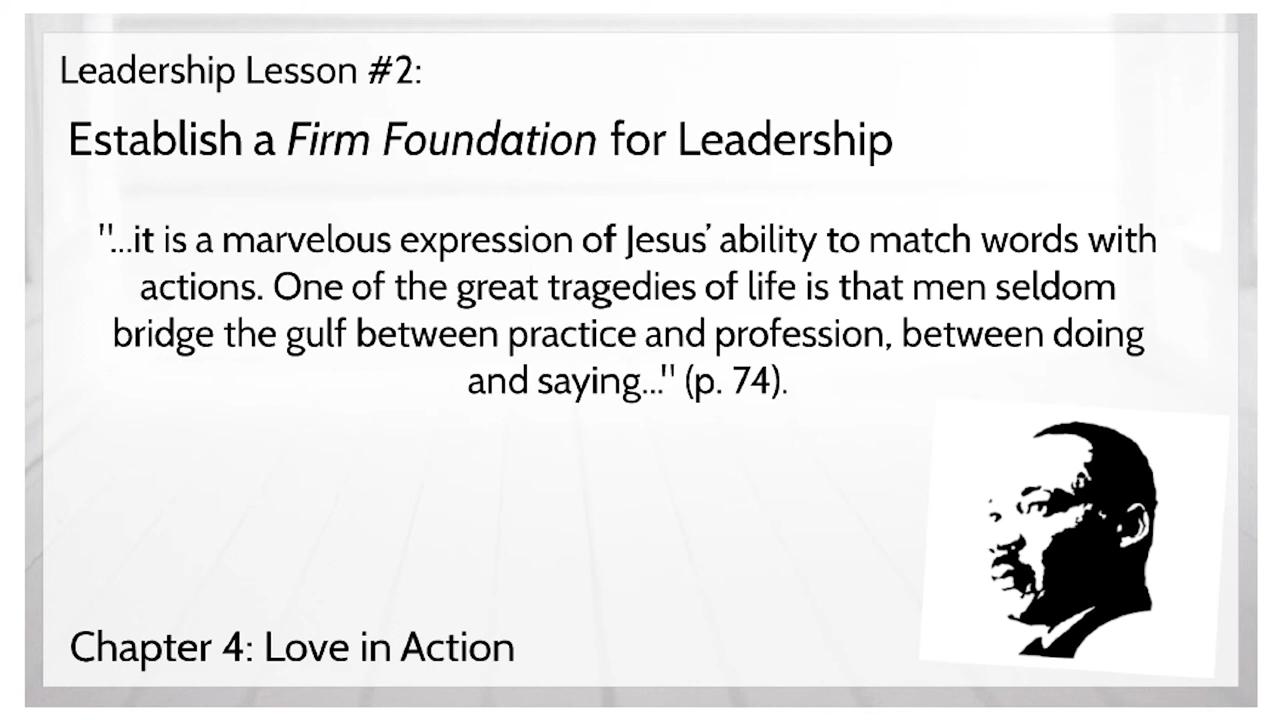 Leadership Lesson #2:
Establish a Firm Foundation for Leadership
"...it is a marvelous expression of Jesus’ ability to match words with
actions. One of the great tragedies of life is that men seldom
bridge the gulf between practice and profession, between doing
and saying..." (p. 74).
Chapter 4: Love in Action